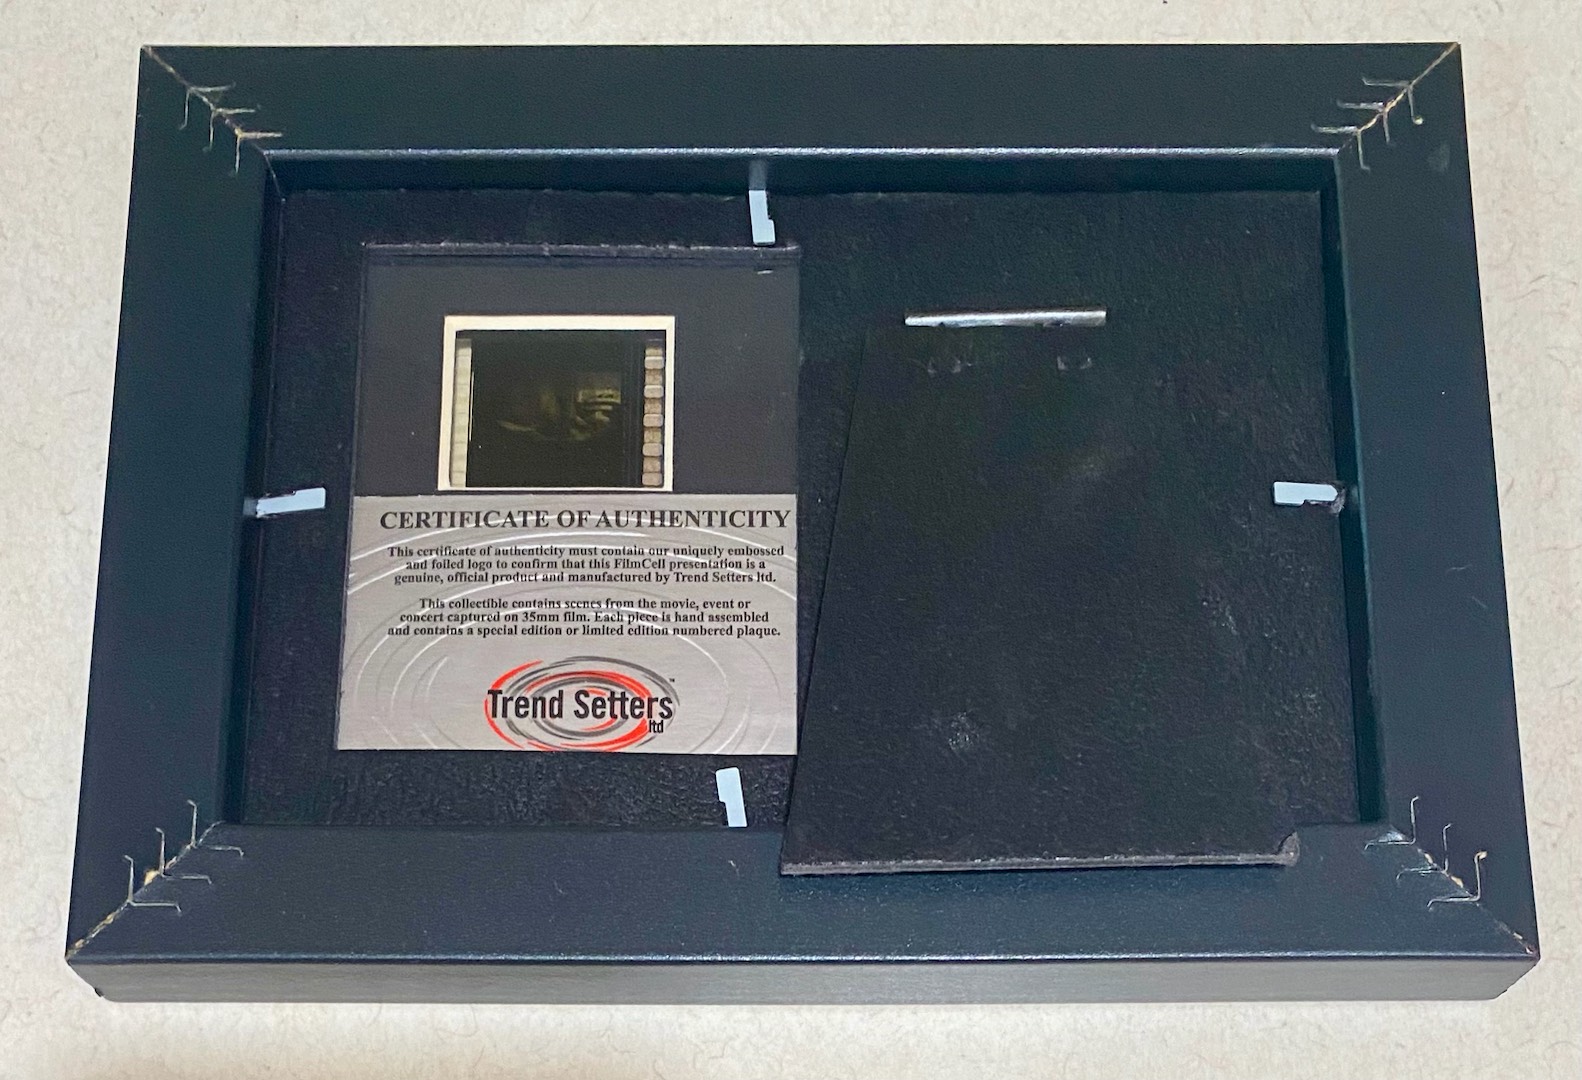 CERTIFICATE OF AUTHENTICITY
This certificate of authenticity must contain our uniquely embossed
and foiled logo to confirm that this FilmCell presentation is a
genuine, official product and manufactured by Trend Setters ltd.
This collectible contains scenes from the movie, event or
concert captured on 35mm film. Each piece is hand assembled
and contains a special edition or limited edition numbered plaque.
Trend Setters™
ltd